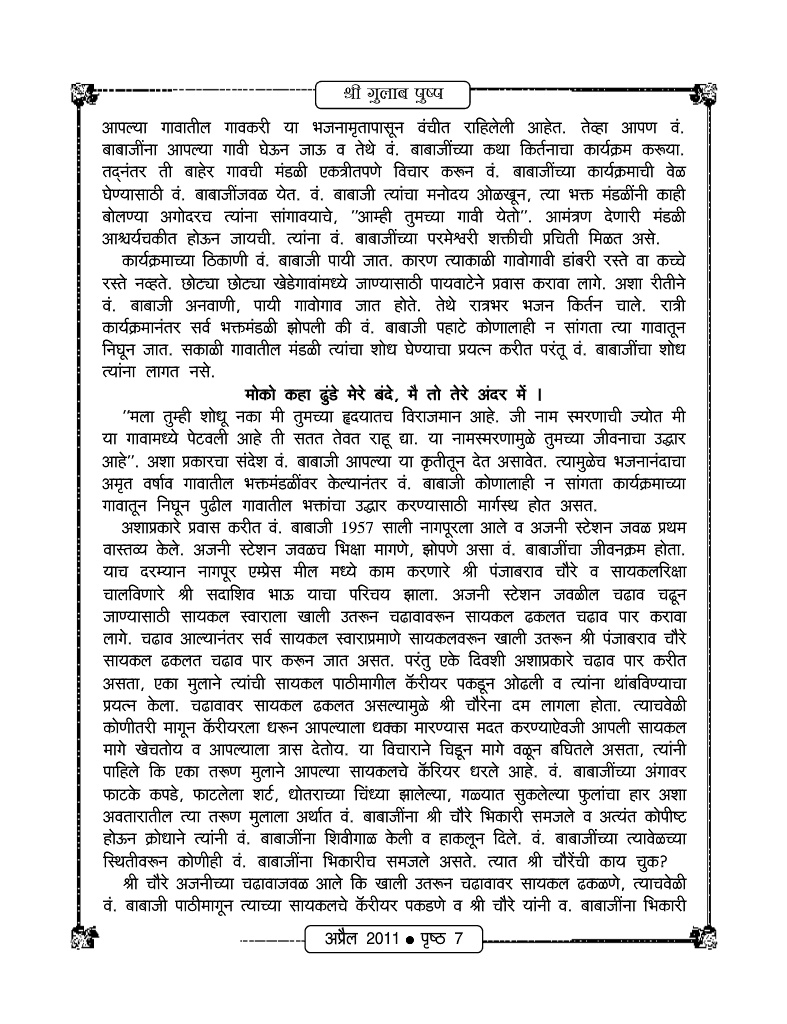 श्री गुलाब पुष्प
आपल्या गावातील गावकरी या भजनामृतापासून वंचीत राहिलेली आहेत. तेव्हा आपण वं.
बाबाजींना आपल्या गावी घेऊन जाऊ व तेथे वं. बाबाजींच्या कथा किर्तनाचा कार्यक्रम करूया.
तद्नंतर ती बाहेर गावची मंडळी एकत्रीतपणे विचार करून वं. बाबाजींच्या कार्यक्रमाची वेळ
घेण्यासाठी वं. बाबाजींजवळ येत. वं. बाबाजी त्यांचा मनोदय ओळखून, त्या भक्त मंडळींनी काही
बोलण्या अगोदरच त्यांना सांगावयाचे, "आम्ही तुमच्या गावी येतो". आमंत्रण देणारी मंडळी
आश्चर्यचकीत होऊन जायची. त्यांना वं. बाबाजींच्या परमेश्वरी शक्तीची प्रचिती मिळत असे.
कार्यक्रमाच्या ठिकाणी वं. बाबाजी पायी जात. कारण त्याकाळी गावोगावी डांबरी रस्ते वा कच्चे
रस्ते नव्हते. छोट्या छोट्या खेडेगावांमध्ये जाण्यासाठी पायवाटेने प्रवास करावा लागे. अशा रीतीने
वं. बाबाजी अनवाणी, पायी गावोगाव जात होते. तेथे रात्रभर भजन किर्तन चाले. रात्री
कार्यक्रमानंतर सर्व भक्तमंडळी झोपली की वं. बाबाजी पहाटे कोणालाही न सांगता त्या गावातून
निघून जात. सकाळी गावातील मंडळी त्यांचा शोध घेण्याचा प्रयत्न करीत परंतू वं. बाबाजींचा शोध
त्यांना लागत नसे.
मोको कहा ढुंडे मेरे बंदे, मै तो तेरे अंदर में ।
"मला तुम्ही शोधू नका मी तुमच्या हृदयातच विराजमान आहे. जी नाम स्मरणाची ज्योत मी
या गावामध्ये पेटवली आहे ती सतत तेवत राहू द्या. या नामस्मरणामुळे तुमच्या जीवनाचा उद्धार
आहे". अशा प्रकारचा संदेश वं. बाबाजी आपल्या या कृतीतून देत असावेत. त्यामुळेच भजनानंदाचा
अमृत वर्षाव गावातील भक्तमंडळींवर केल्यानंतर वं. बाबाजी कोणालाही न सांगता कार्यक्रमाच्या
गावातून निघून पुढील गावातील भक्तांचा उद्धार करण्यासाठी मार्गस्थ होत असत.
अशाप्रकारे प्रवास करीत वं. बाबाजी 1957 साली नागपूरला आले व अजनी स्टेशन जवळ प्रथम
वास्तव्य केले. अजनी स्टेशन जवळच भिक्षा मागणे, झोपणे असा वं. बाबाजींचा जीवनक्रम होता.
याच दरम्यान नागपूर एम्प्रेस मील मध्ये काम करणारे श्री पंजाबराव चौरे व सायकलरिक्षा
चालविणारे श्री सदाशिव भाऊ याचा परिचय झाला. अजनी स्टेशन जवळील चढाव चढून
जाण्यासाठी सायकल स्वाराला खाली उतरून चढावावरून सायकल ढकलत चढाव पार करावा
लागे. चढाव आल्यानंतर सर्व सायकल स्वाराप्रमाणे सायकलवरून खाली उतरून श्री पंजाबराव चौरे
सायकल ढकलत चढाव पार करून जात असत. परंतु एके दिवशी अशाप्रकारे चढाव पार करीत
असता, एका मुलाने त्यांची सायकल पाठीमागील कॅरीयर पकडून ओढली व त्यांना थांबविण्याचा
प्रयत्न केला. चढावावर सायकल ढकलत असल्यामुळे श्री चौरेना दम लागला होता. त्याचवेळी
कोणीतरी मागून कॅरीयरला धरून आपल्याला धक्का मारण्यास मदत करण्याऐवजी आपली सायकल
मागे खेचतोय व आपल्याला त्रास देतोय. या विचाराने चिडून मागे वळून बघितले असता, त्यांनी
पाहिले कि एका तरूण मुलाने आपल्या सायकलचे कॅरियर धरले आहे. वं. बाबाजींच्या अंगावर
फाटके कपडे, फाटलेला शर्ट, धोतराच्या चिंध्या झालेल्या, गळ्यात सुकलेल्या फुलांचा हार अशा
अवतारातील त्या तरूण मुलाला अर्थात वं. बाबाजींना श्री चौरे भिकारी समजले व अत्यंत कोपीष्ट
होऊन क्रोधाने त्यांनी वं. बाबाजींना शिवीगाळ केली व हाकलून दिले. वं. बाबाजींच्या त्यावेळच्या
स्थितीवरून कोणीही वं. बाबाजींना भिकारीच समजले असते. त्यात श्री चौरेंची काय चुक?
श्री चौरे अजनीच्या चढावाजवळ आले कि खाली उतरून चढावावर सायकल ढकळणे, त्याचवेळी
वं. बाबाजी पाठीमागून त्याच्या सायकलचे कॅरीयर पकडणे व श्री चौरे यांनी व. बाबाजींना भिकारी
अप्रैल 2011 ● पृष्ठ 7